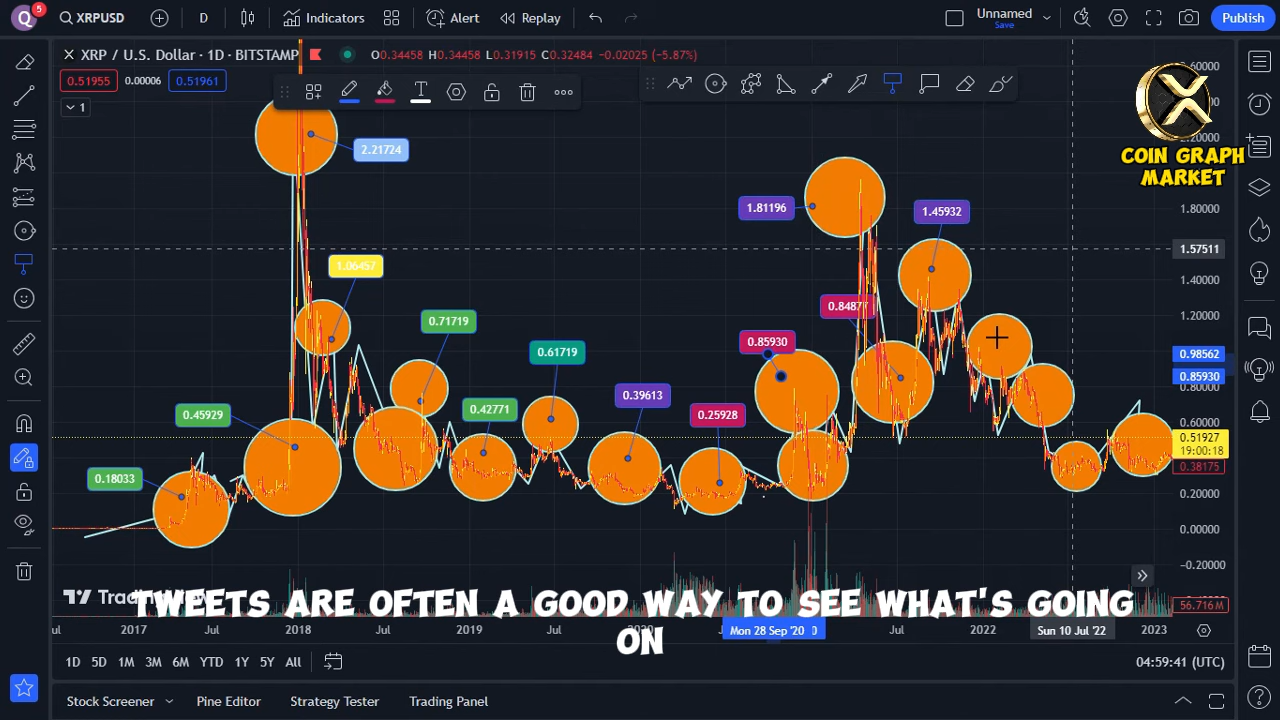 Q 5 XRPUSD D Indicators Alert Replay Unnamed Save Publish
XRP / U.S. Dollar · 1D · BITSTAMP O0.34458 H0.34458 L0.31915 C0.32484 -0.02025 (-5.87%)
0.51955 0.00006 0.51961
1
COIN GRAPH
MARKET
2.21724
1.06457
0.71719
0.61719
0.45929
0.42771
0.39613
0.25928
0.18033
1.81196
1.45932
0.85930
1.80000
1.57511
1.40000
1.20000
0.98562
0.85930
0.60000
0.51927
19:00:18
0.38175
0.20000
0.00000
-0.20000
56.716M
TWEETS ARE OFTEN A GOOD WAY TO SEE WHAT'S GOING
ON
2017 Jul 2018 Jul 2019 Jul 2020 Mon 28 Sep '20 Jul 2022 Sun 10 Jul '22 2023
1D 5D 1M 3M 6M YTD 1Y 5Y All 04:59:41 (UTC)
Stock Screener Pine Editor Strategy Tester Trading Panel